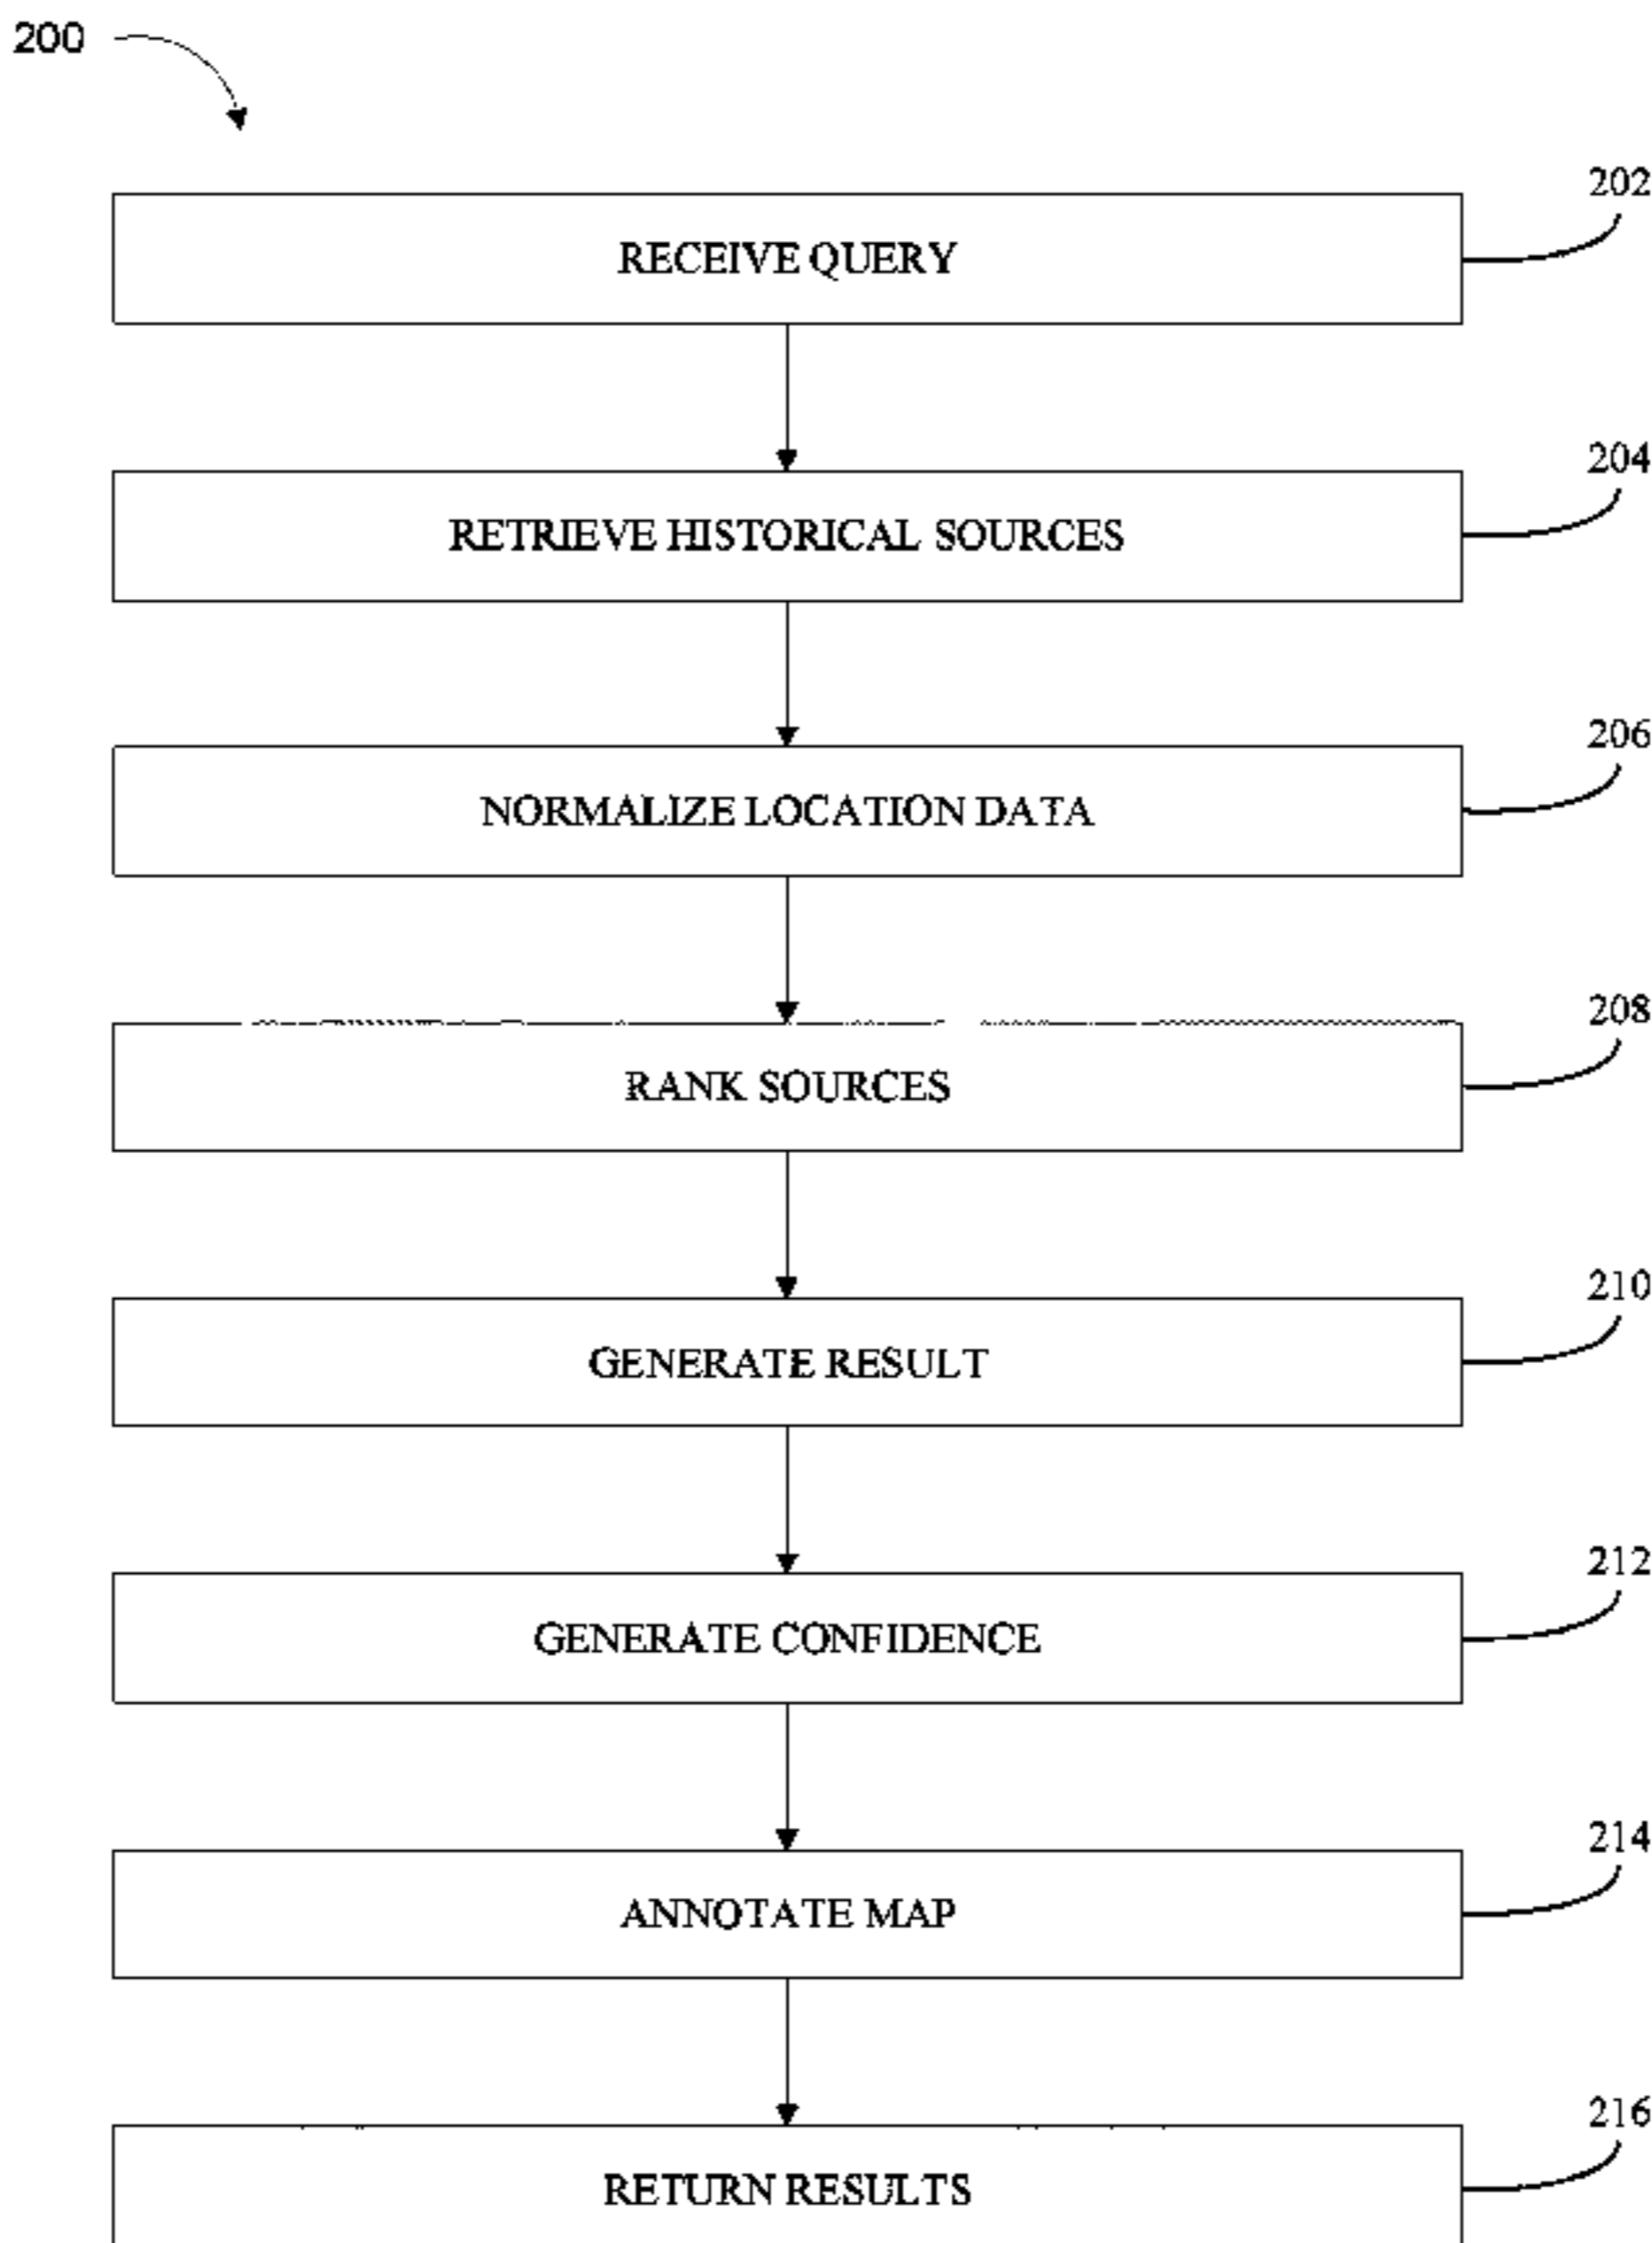 200
202
RECEIVE QUERY
204
RETRIEVE HISTORICAL SOURCES
206
NORMALIZE LOCATION DATA
208
RANK SOURCES
210
GENERATE RESULT
212
GENERATE CONFIDENCE
214
ANNOTATE MAP
216
RETURN RESULTS